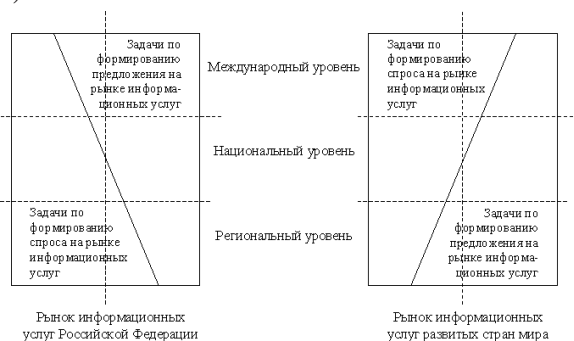 Задачи по
формированию
предложения на
рынке информа-
ционных услуг
Международный уровень
Задачи по
формированию
спроса на рынке
информационных
услуг
Национальный уровень
Задачи по
формированию
спроса на рынке
информационных
услуг
Региональный уровень
Задачи по
формированию
предложения на
рынке информа-
ционных услуг
Рынок информационных
услуг Российской Федерации
Рынок информационных
услуг развитых стран мира